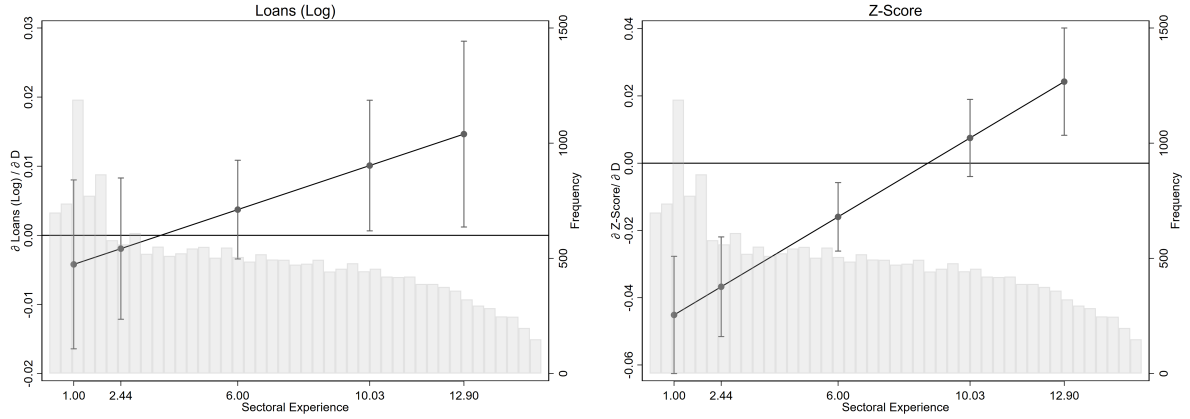 Loans (Log)
∂ Loans (Log) / ∂ D
0.03
0.02
0.01
0.00
-0.01
-0.02
1500
1000
500
0
Frequency
1.00 2.44 6.00 10.03 12.90
Sectoral Experience
Z-Score
∂ Z-Score/ ∂ D
0.04
0.02
0.00
-0.02
-0.04
-0.06
1500
1000
500
0
Frequency
1.00 2.44 6.00 10.03 12.90
Sectoral Experience